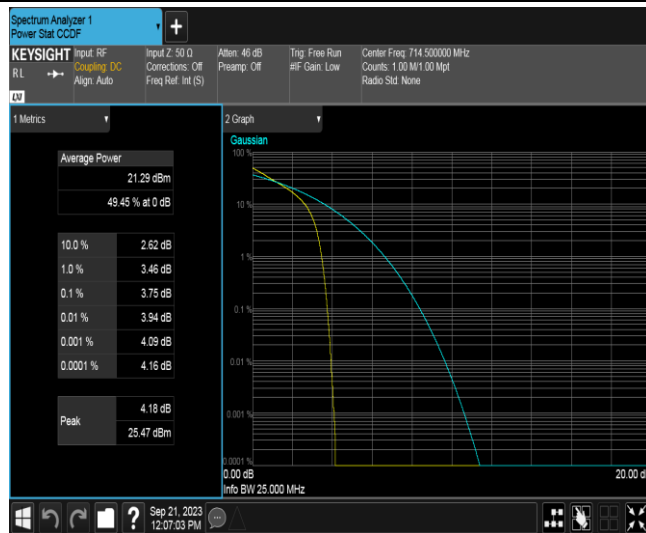 Spectrum Analyzer 1
Power Stat CCDF
KEYSIGHT
RL
Input: RF
Coupling: DC
Align: Auto
Input Z: 50 Ω
Corrections: Off
Freq Ref: Int (S)
Atten: 46 dB
Preamp: Off
Trig: Free Run
#IF Gain: Low
Center Freq: 714.500000 MHz
Counts: 1.00 M/1.00 Mpt
Radio Std: None
1 Metrics
Average Power
21.29 dBm
49.45 % at 0 dB
10.0 % 2.62 dB
1.0 % 3.46 dB
0.1 % 3.75 dB
0.01 % 3.94 dB
0.001 % 4.09 dB
0.0001 % 4.16 dB
Peak
4.18 dB
25.47 dBm
2 Graph
Gaussian
100 %
10 %
1 %
0.1 %
0.01 %
0.001 %
0.0001 %
0.00 dB
20.00 d
Info BW 25.000 MHz
?
Sep 21, 2023
12:07:03 PM